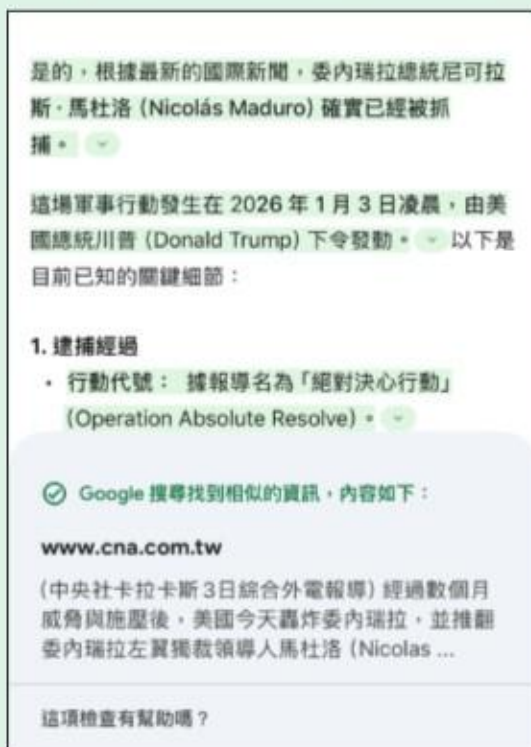 是的，根據最新的國際新聞，委內瑞拉總統尼可拉
斯·馬杜洛 (Nicolás Maduro) 確實已經被抓
捕。
這場軍事行動發生在 2026 年 1 月 3 日凌晨，由美
國總統川普 (Donald Trump) 下令發動。 以下是
目前已知的關鍵細節：
1. 逮捕經過
• 行動代號： 據報導名為「絕對決心行動」
(Operation Absolute Resolve)。
Google 搜尋找到相似的資訊，內容如下：
www.cna.com.tw
(中央社卡拉卡斯3日綜合外電報導) 經過數個月
威脅與施壓後，美國今天轟炸委內瑞拉，並推翻
委內瑞拉左翼獨裁領導人馬杜洛 (Nicolas ...
這項檢查有幫助嗎？